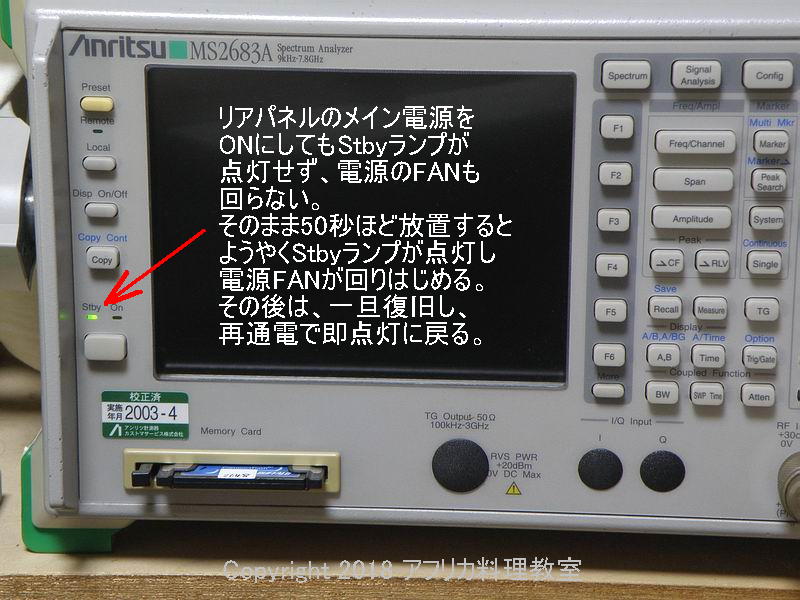 Anritsu MS2683A Spectrum Analyzer
9kHz-7.8GHz
Preset
Remote
Local
Disp On/Off
Copy Cont
Copy
Stby On
リアパネルのメイン電源を
ONにしてもStbyランプが
点灯せず、電源のFANも
回らない。
そのまま50秒ほど放置すると
ようやくStbyランプが点灯し
電源FANが回りはじめる。
その後は、一旦復旧し、
再通電で即点灯に戻る。
Spectrum
Signal Analysis
Config
Freq/Ampl
Marker
Multi Mkr
F1
Freq/Channel
Marker
Marker→
F2
Span
Peak Search
F3
Amplitude
System
Peak
Continuous
F4
→CF
→RLV
Single
Save
F5
Recall
Measure
TG
Display
A/B,A/BG
A/Time
Option
F6
A,B
Time
Trig/Gate
More
Coupled Function
BW
SWP Time
Atten
校正済
実施年月 2003-4
アンリツ計測器
カストマサービス株式会社
Memory Card
TG Output 50Ω
100kHz-3GHz
RVS PWR
+20dBm
0V DC Max
I/Q Input
I
Q
RF I
+30d
0V
Copyright 2018 アフリカ料理教室